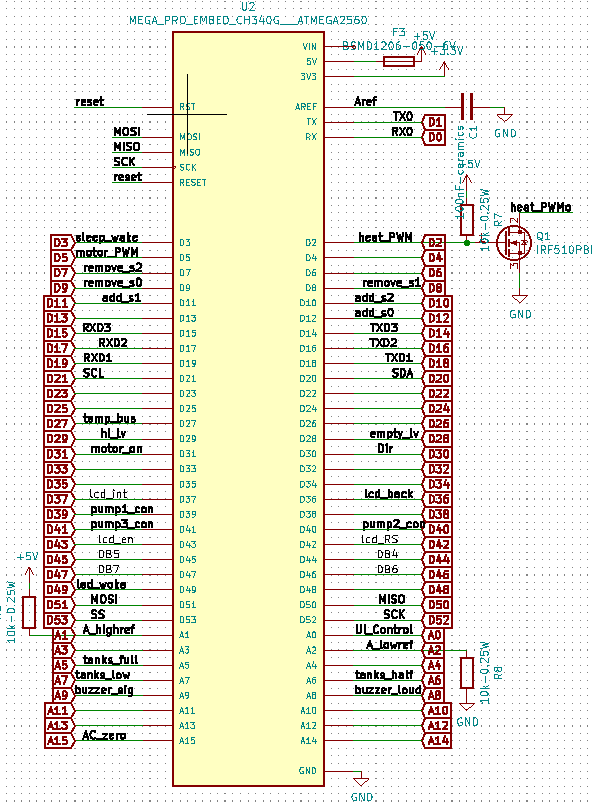 U2
MEGA_PRO_EMBED_CH340G___ATMEGA2560
F3
BSMD1206-050_6V
+5V
+3.3V
VIN
5V
3V3
reset RST AREF Aref
C1
100nF-ceramics
GND
TX TX0 D1
RX RX0 D0
MOSI MOSI
MISO MISO
SCK SCK
reset RESET
+5V
10k-0.25W
R7
heat_PWMo
2
Q1
IRF510PB
3
GND
D3 sleep_wake D3 D2 heat_PWM D2
D5 motor_PWM D5 D4 D4
D7 remove_s2 D7 D6 D6
D9 remove_s0 D9 D8 remove_s1 D8
D11 add_s1 D11 D10 add_s2 D10
D13 D13 D12 add_s0 D12
D15 RXD3 D15 D14 TXD3 D14
D17 RXD2 D17 D16 TXD2 D16
D19 RXD1 D19 D18 TXD1 D18
D21 SCL D21 D20 SDA D20
D23 D23 D22 D22
D25 D25 D24 D24
D27 temp_bus D27 D26 D26
D29 hi_lv D29 D28 empty_lv D28
D31 motor_on D31 D30 Dir D30
D33 D33 D32 D32
D35 D35 D34 D34
D37 lcd_int D37 D36 lcd_back D36
D39 pump1_con D39 D38 D38
D41 pump3_con D41 D40 pump2_con D40
D43 lcd_en D43 D42 lcd_RS D42
D45 DB5 D45 D44 DB4 D44
D47 DB7 D47 D46 DB6 D46
D49 led_wake D49 D48 D48
D51 MOSI D51 D50 MISO D50
D53 SS D53 D52 SCK D52
+5V
10k-0.25W
A1 A_highref A1 A0 UI_Control A0
A3 A3 A2 A_lowref A2
A5 tanks_full A5 A4 A4
A7 tanks_low A7 A6 tanks_half A6
A9 buzzer_sig A9 A8 buzzer_loud A8
A11 A11 A10 A10
A13 A13 A12 A12
A15 AC_zero A15 A14 A14
10k-0.25W
R8
GND
GND
GND